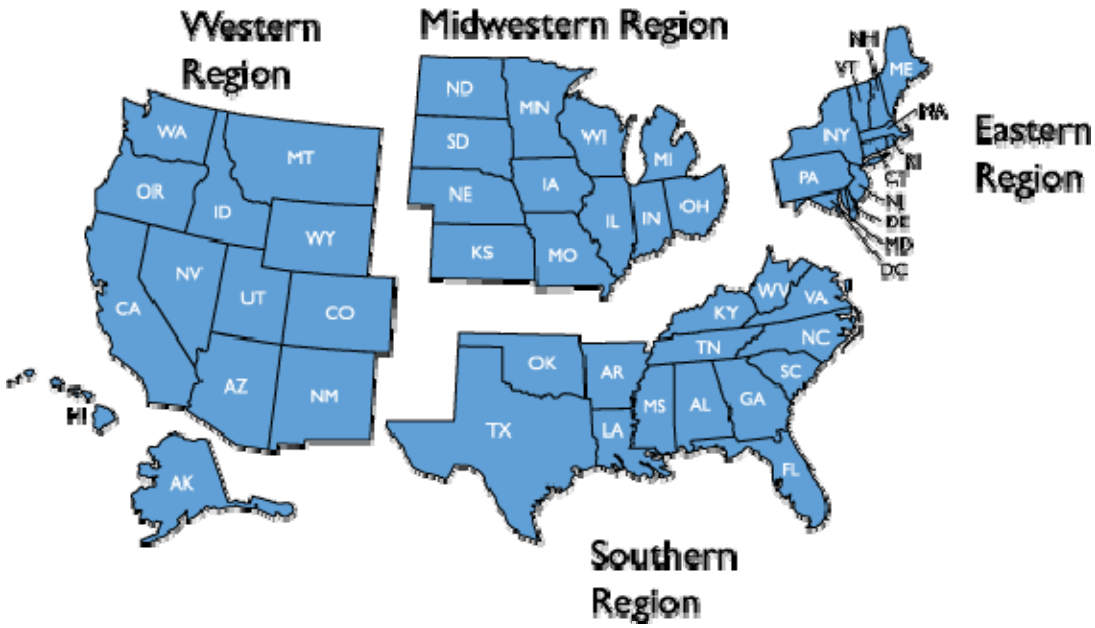 Western
Region
Midwestern Region
Eastern
Region
Southern
Region
WA
MT
OR
ID
WY
NV
CA
UT
CO
AZ
NM
HI
AK
ND
MN
SD
WI
MI
NE
IA
IL
IN
OH
KS
MO
NH
VT
ME
MA
NY
RI
PA
CT
NJ
DE
MD
DC
WV
VA
KY
NC
TN
OK
AR
SC
MS
AL
GA
TX
LA
FL